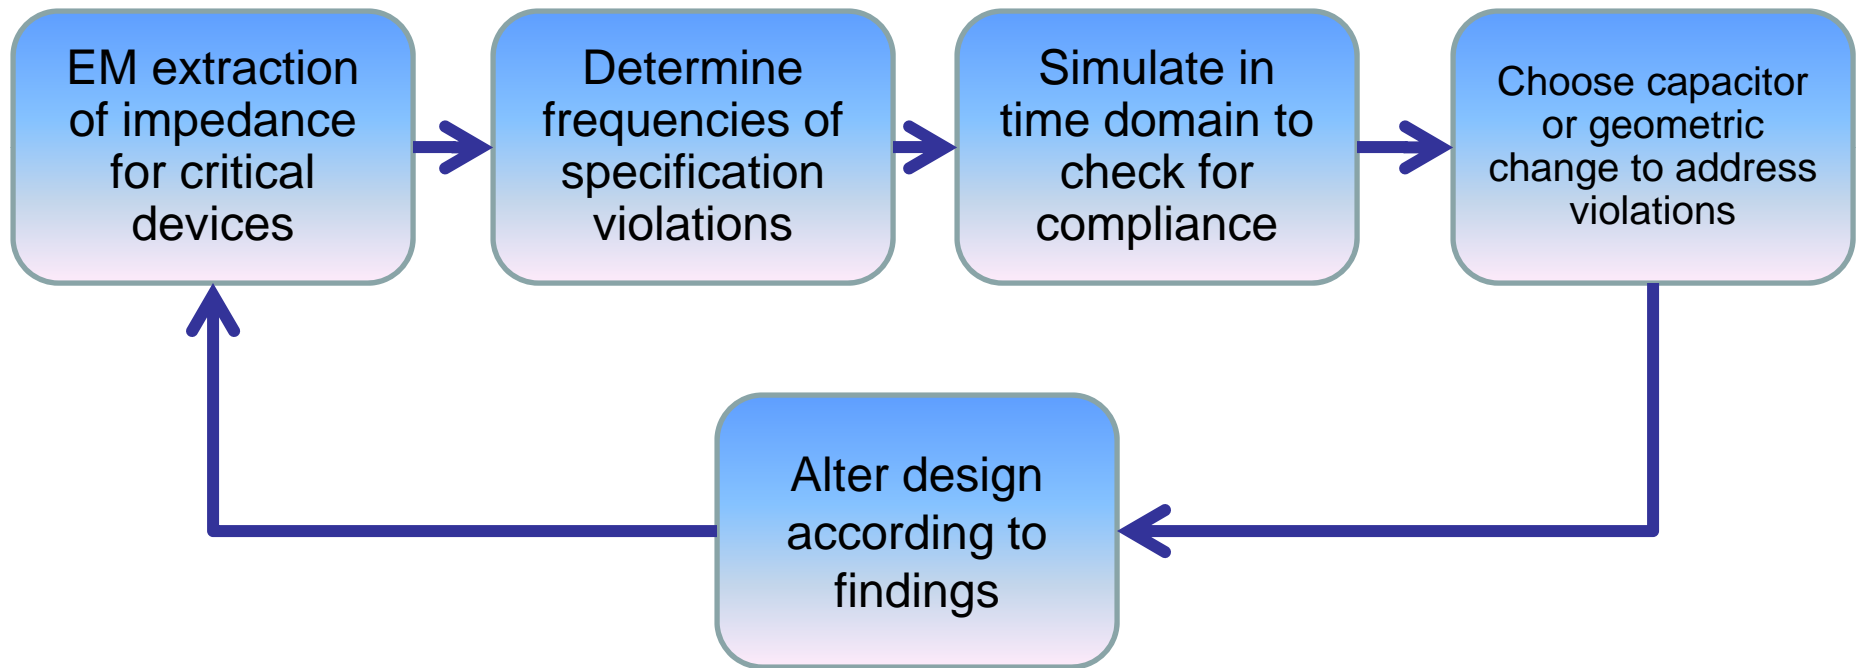 EM extraction
of impedance
for critical
devices
Determine
frequencies of
specification
violations
Simulate in
time domain to
check for
compliance
Choose capacitor
or geometric
change to address
violations
Alter design
according to
findings